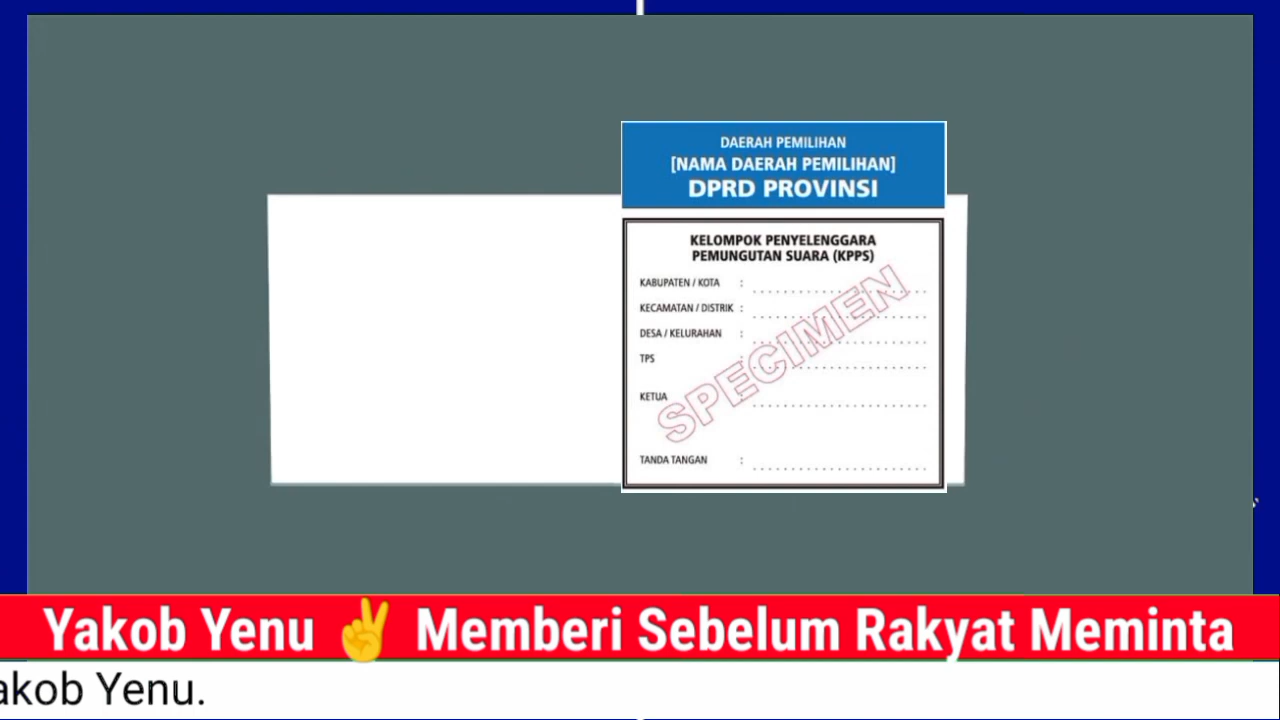 DAERAH PEMILIHAN
[NAMA DAERAH PEMILIHAN]
DPRD PROVINSI
KELOMPOK PENYELENGGARA
PEMUNGUTAN SUARA (KPPS)
KABUPATEN / KOTA :
KECAMATAN / DISTRIK :
DESA / KELURAHAN :
TPS :
KETUA :
TANDA TANGAN :
SPECIMEN
Yakob Yenu ✌ Memberi Sebelum Rakyat Meminta
akob Yenu.